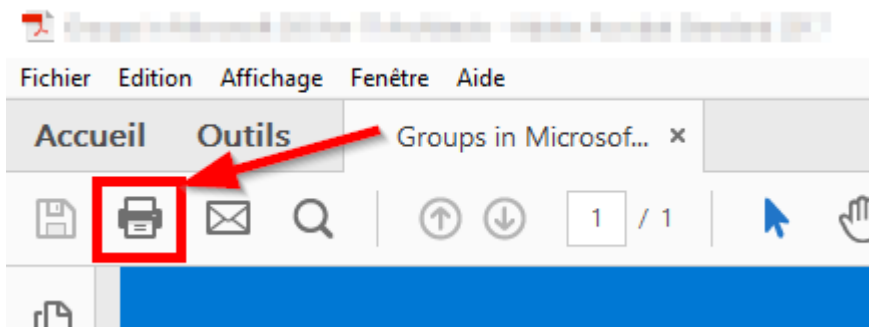 Fichier Edition Affichage Fenêtre Aide
Accueil Outils Groups in Microsof... ×
1 / 1